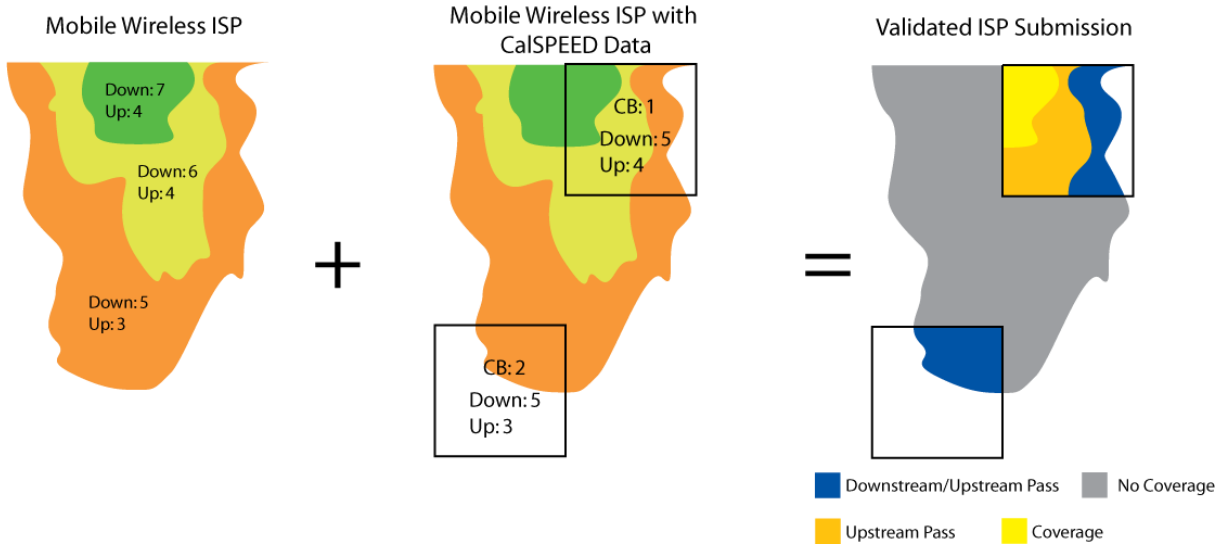 Mobile Wireless ISP
Down: 7
Up: 4
Down: 6
Up: 4
Down: 5
Up: 3
+
Mobile Wireless ISP with
CalSPEED Data
CB: 1
Down: 5
Up: 4
CB: 2
Down: 5
Up: 3
=
Validated ISP Submission
Downstream/Upstream Pass
No Coverage
Upstream Pass
Coverage